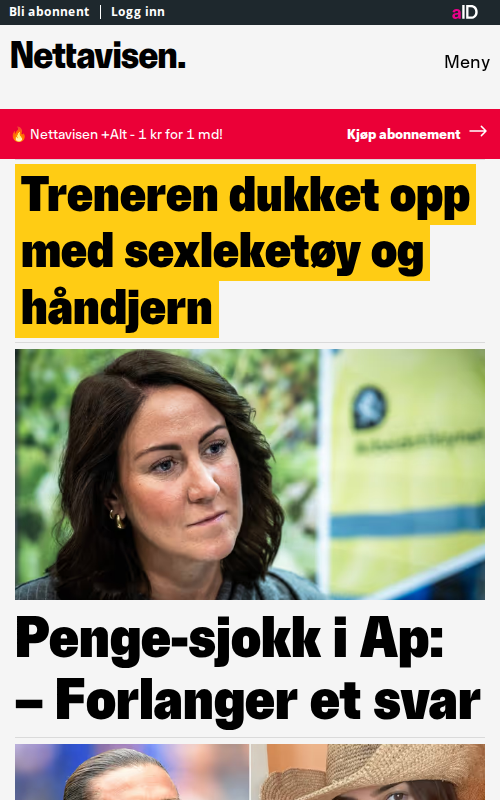 Bli abonnent | Logg inn
aID
Nettavisen.
Meny
🔥 Nettavisen +Alt - 1 kr for 1 md!
Kjøp abonnement →
Treneren dukket opp
med sexleketøy og
håndjern
Penge-sjokk i Ap:
– Forlanger et svar